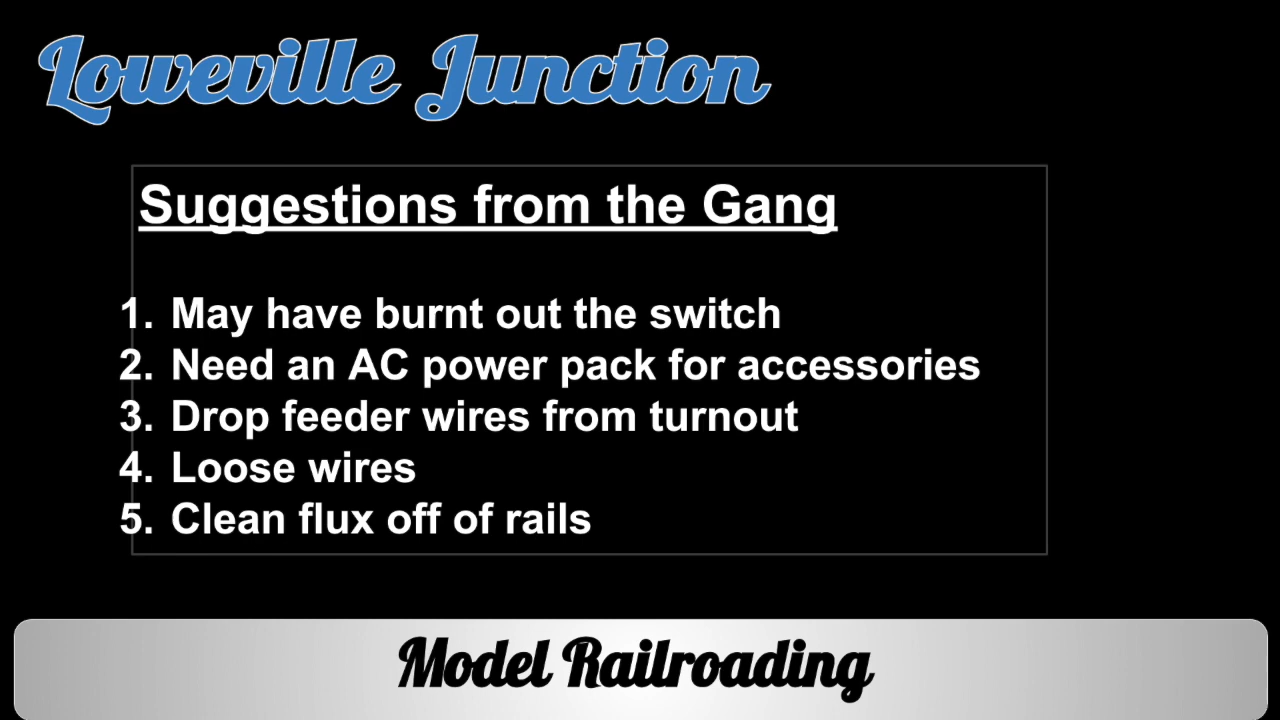 Loweville Junction
Suggestions from the Gang
1. May have burnt out the switch
2. Need an AC power pack for accessories
3. Drop feeder wires from turnout
4. Loose wires
5. Clean flux off of rails
Model Railroading